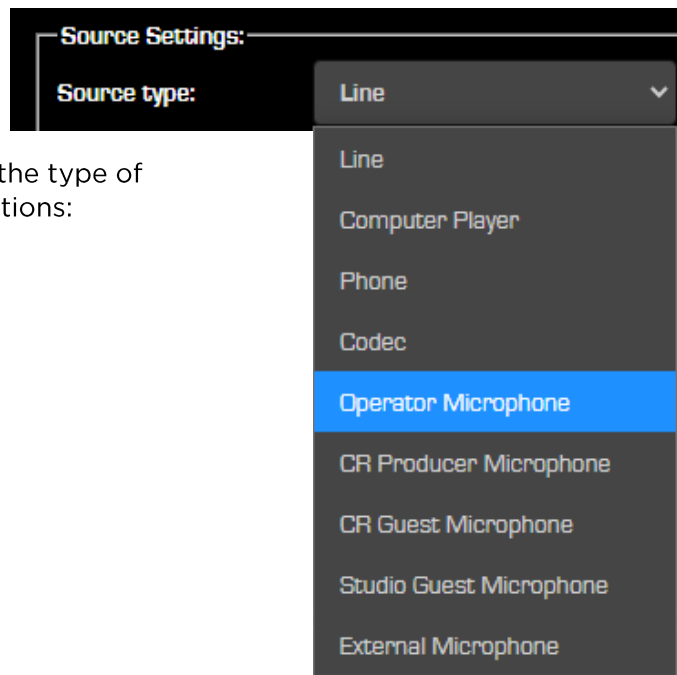 Source Settings:
Source type:
Line
Line
the type of
tions:
Computer Player
Phone
Codec
Operator Microphone
CR Producer Microphone
CR Guest Microphone
Studio Guest Microphone
External Microphone